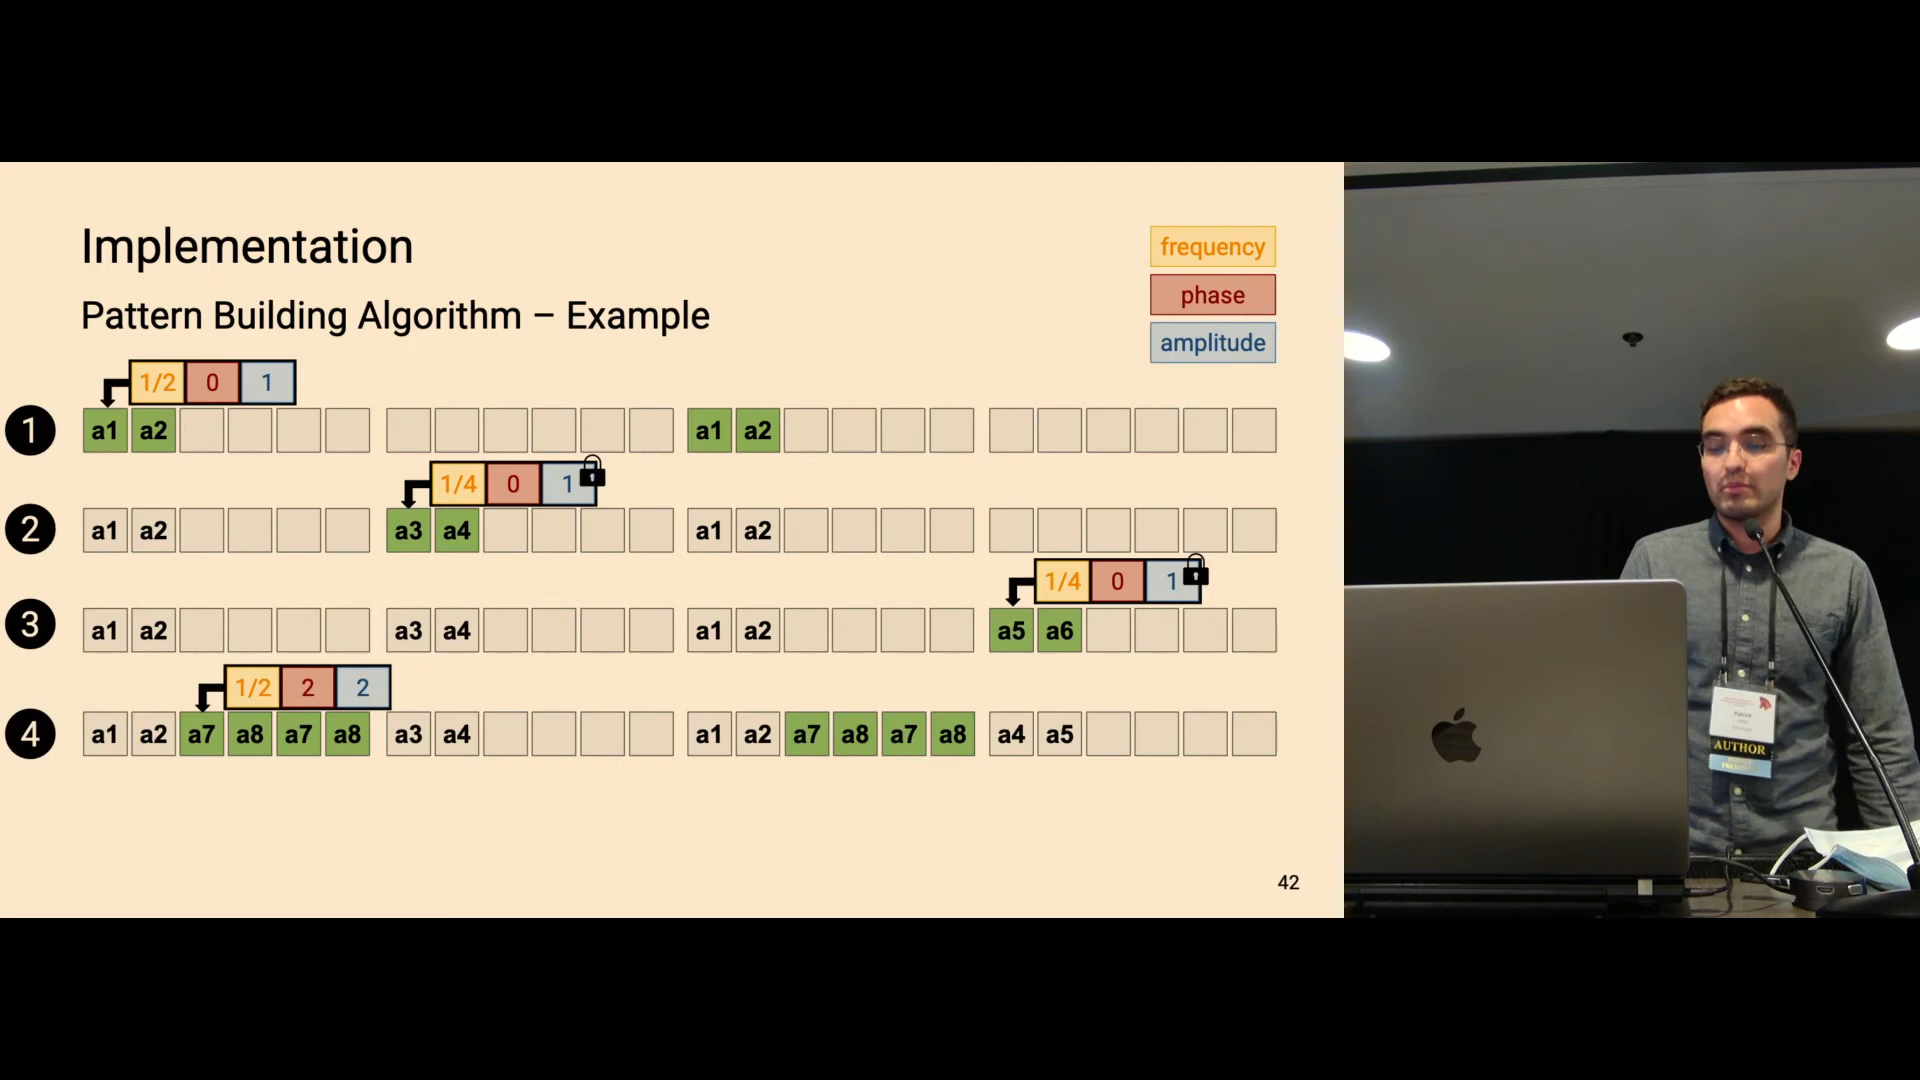 Implementation
Pattern Building Algorithm – Example
frequency
phase
amplitude
1/2 0 1
1 a1 a2 a1 a2
1/4 0 1
2 a1 a2 a3 a4 a1 a2
1/4 0 1
3 a1 a2 a3 a4 a1 a2 a5 a6
1/2 2 2
4 a1 a2 a7 a8 a7 a8 a3 a4 a1 a2 a7 a8 a7 a8 a4 a5
42
Patrick
AUTHOR